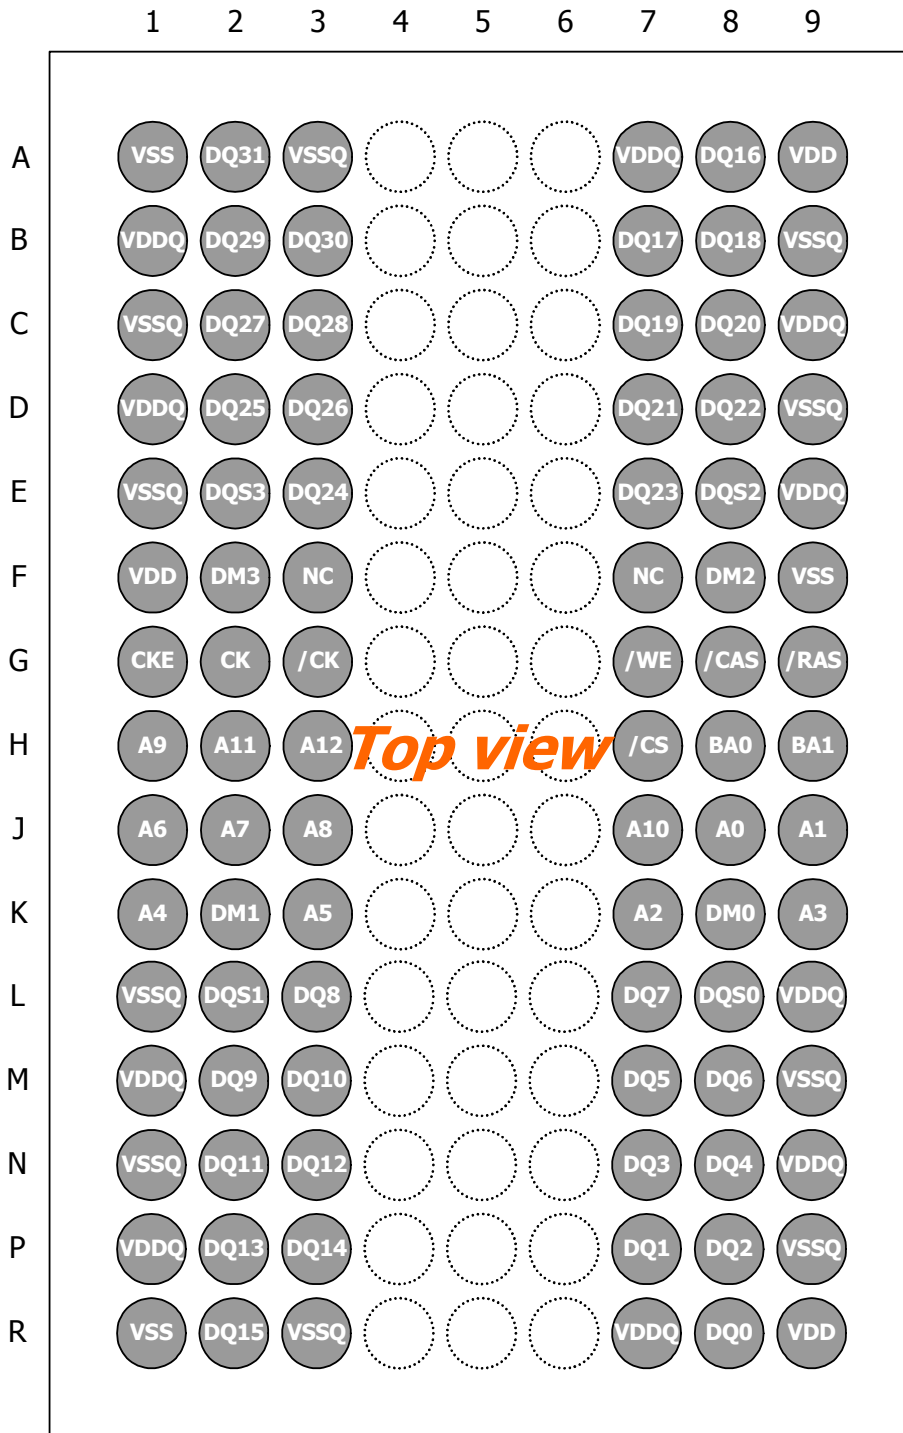 1 2 3 4 5 6 7 8 9
A VSS DQ31 VSSQ VDDQ DQ16 VDD
B VDDQ DQ29 DQ30 DQ17 DQ18 VSSQ
C VSSQ DQ27 DQ28 DQ19 DQ20 VDDQ
D VDDQ DQ25 DQ26 DQ21 DQ22 VSSQ
E VSSQ DQS3 DQ24 DQ23 DQS2 VDDQ
F VDD DM3 NC NC DM2 VSS
G CKE CK /CK /WE /CAS /RAS
H A9 A11 A12 Top view /CS BA0 BA1
J A6 A7 A8 A10 A0 A1
K A4 DM1 A5 A2 DM0 A3
L VSSQ DQS1 DQ8 DQ7 DQS0 VDDQ
M VDDQ DQ9 DQ10 DQ5 DQ6 VSSQ
N VSSQ DQ11 DQ12 DQ3 DQ4 VDDQ
P VDDQ DQ13 DQ14 DQ1 DQ2 VSSQ
R VSS DQ15 VSSQ VDDQ DQ0 VDD